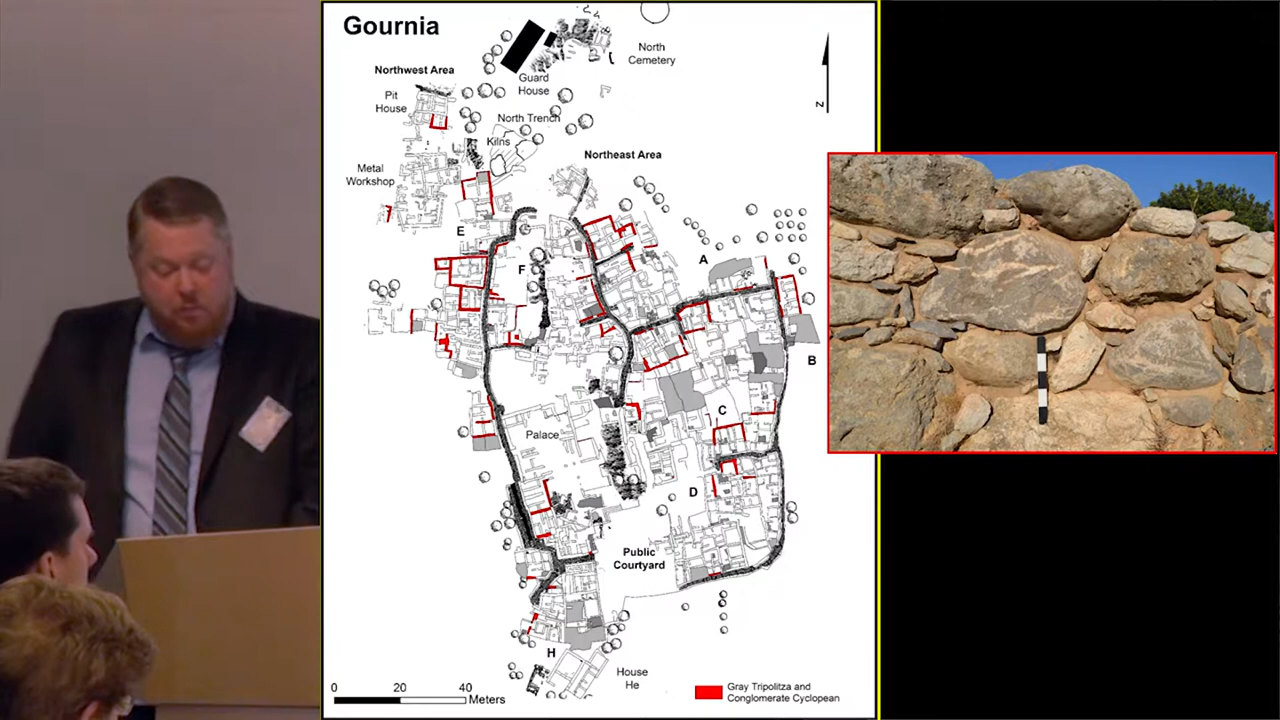 Gournia
North
Cemetery
Northwest Area
Guard
House
Pit
House
North Trench
Kilns
Northeast Area
Metal
Workshop
N
E
A
F
B
C
Palace
D
Public
Courtyard
H
House
He
0 20 40
Meters
Gray Tripolitza and
Conglomerate Cyclopean